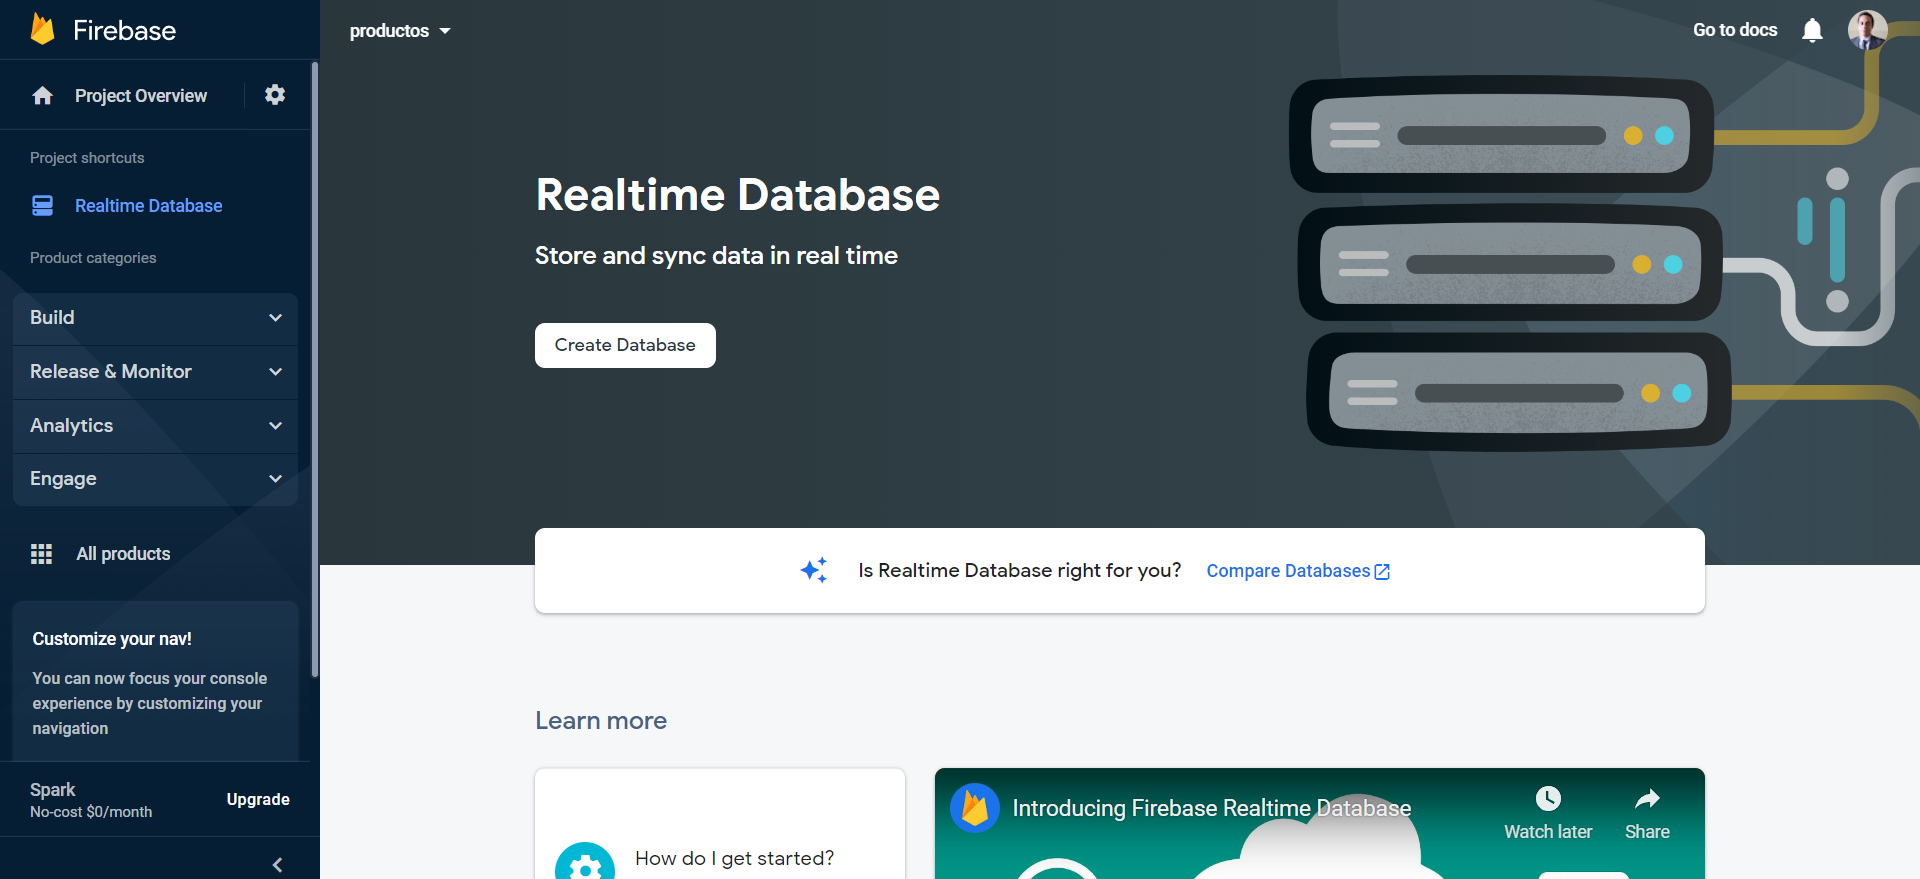 Firebase
Project Overview
Project shortcuts
Realtime Database
Product categories
Build
Release & Monitor
Analytics
Engage
All products
Customize your nav!
You can now focus your console
experience by customizing your
navigation
Spark
No-cost $0/month
Upgrade
productos
Go to docs
Realtime Database
Store and sync data in real time
Create Database
Is Realtime Database right for you? Compare Databases
Learn more
How do I get started?
Introducing Firebase Realtime Database
Watch later
Share